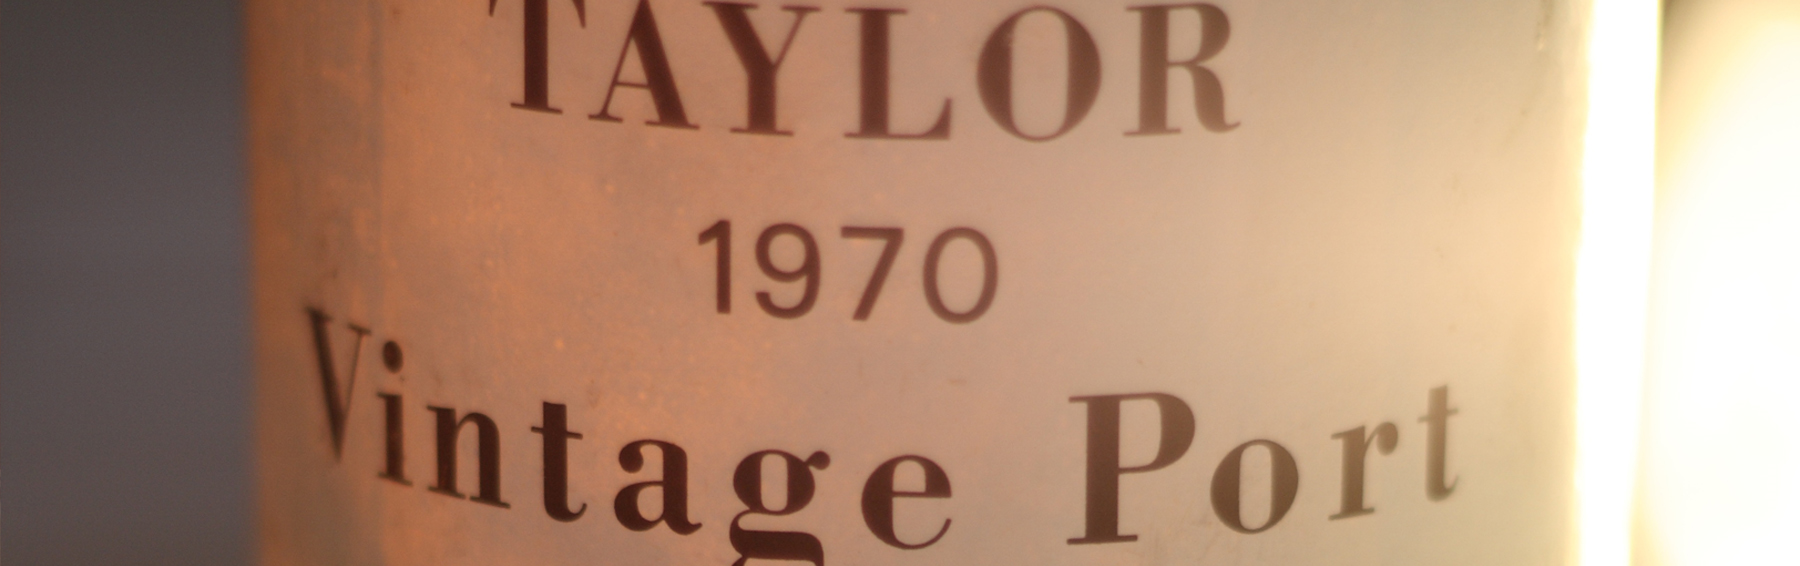 TAYLOR
1970
Vintage Port